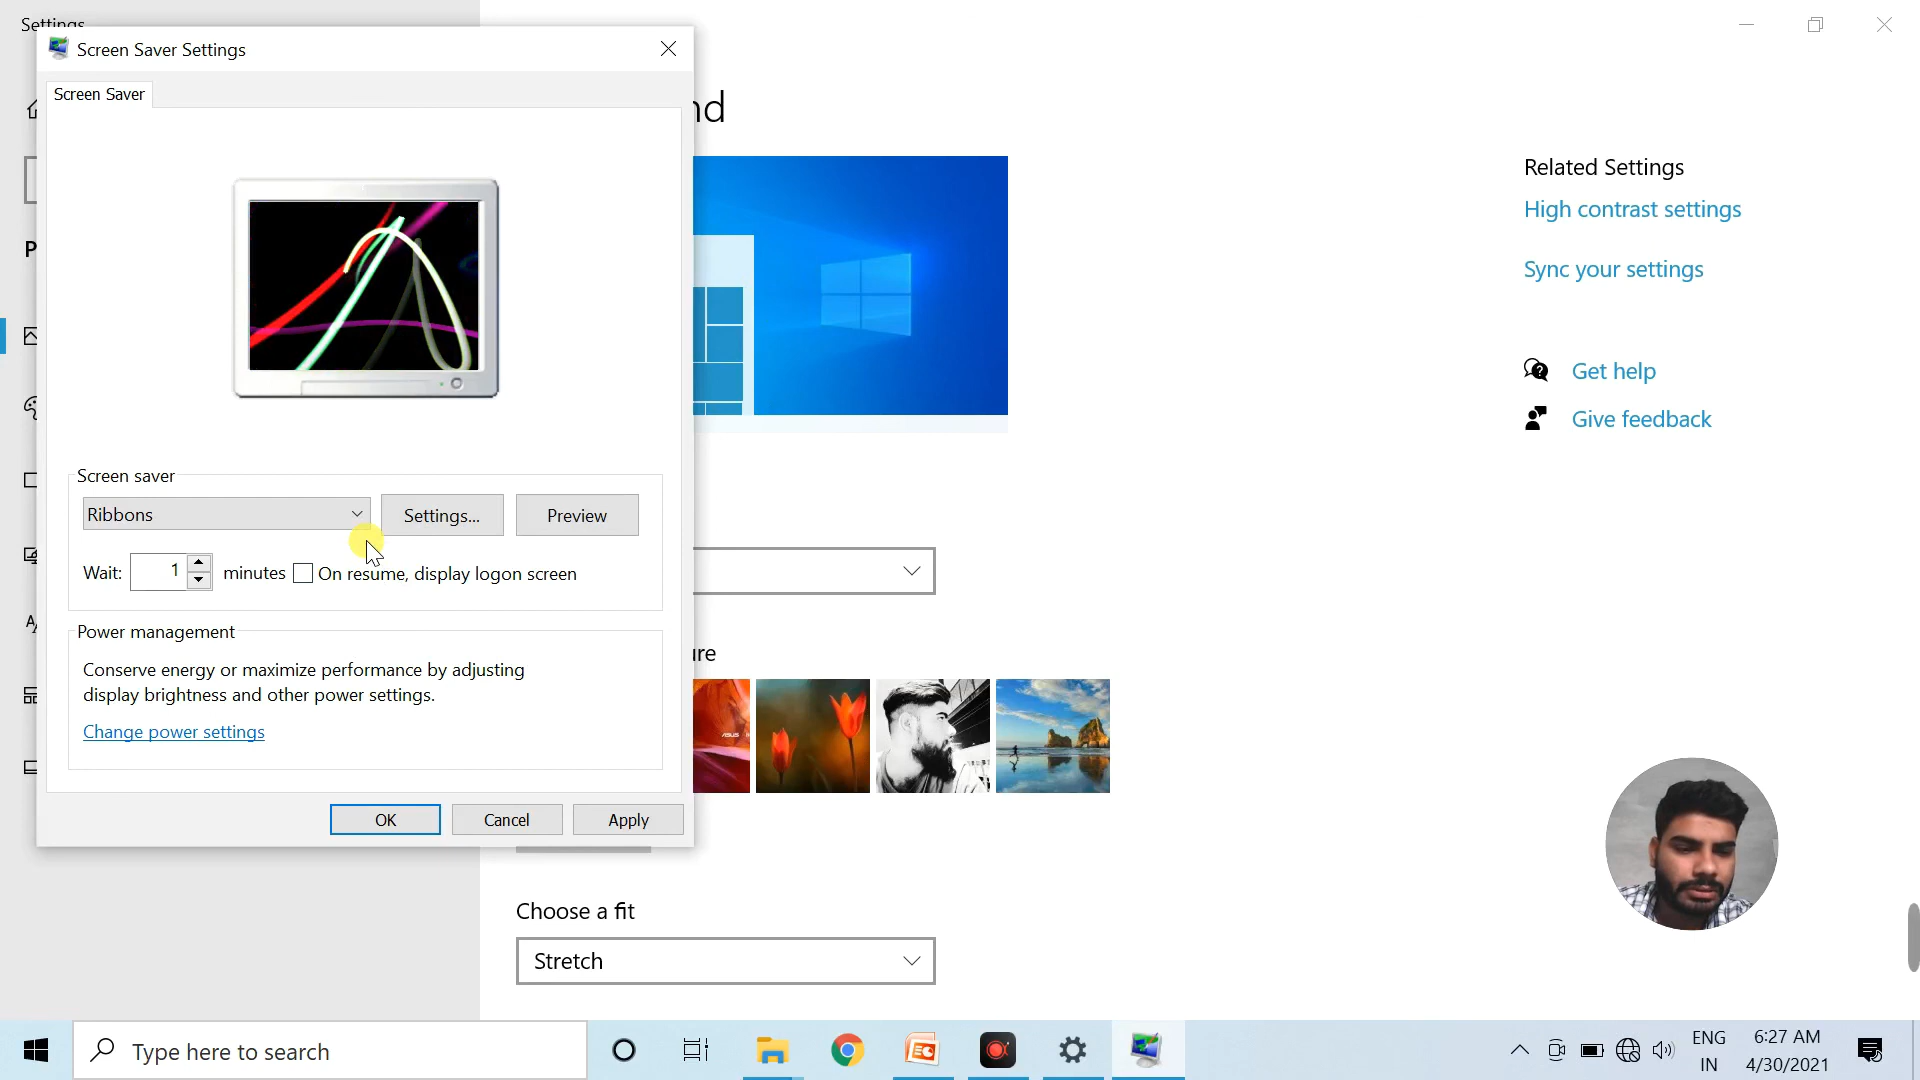 Settings
Screen Saver Settings
Screen Saver
nd
P
Related Settings
High contrast settings
Sync your settings
Get help
Give feedback
Screen saver
Ribbons
Settings...
Preview
Wait:
1
minutes
On resume, display logon screen
Power management
Conserve energy or maximize performance by adjusting
display brightness and other power settings.
Change power settings
ure
OK
Cancel
Apply
Choose a fit
Stretch
Type here to search
ENG
IN
6:27 AM
4/30/2021